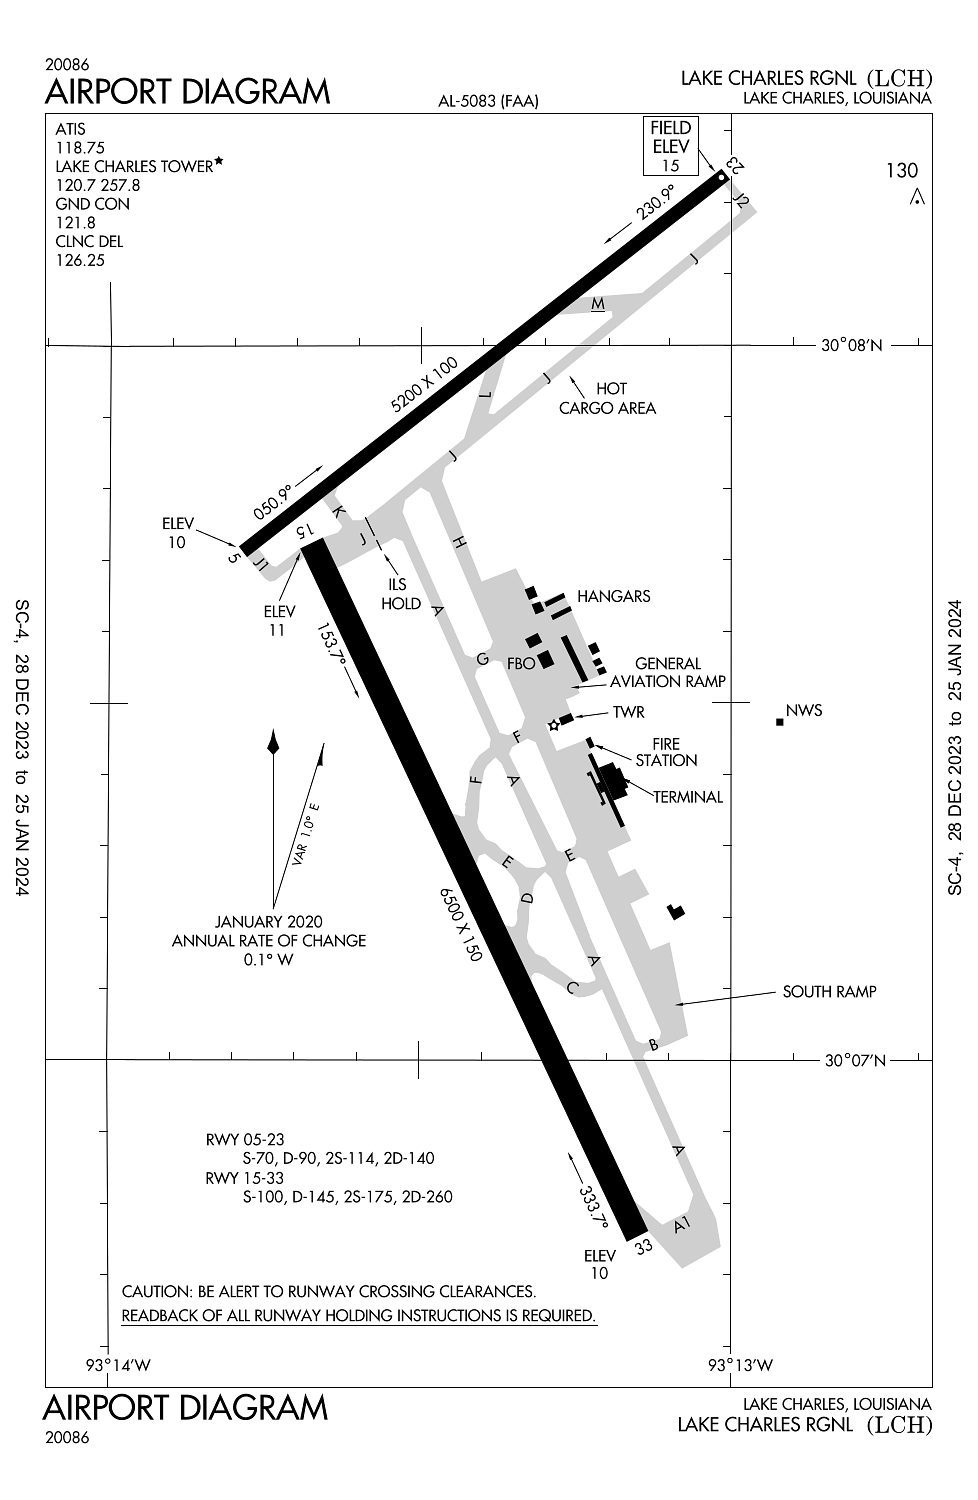 20086
AIRPORT DIAGRAM
AL-5083 (FAA)
LAKE CHARLES RGNL (LCH)
LAKE CHARLES, LOUISIANA
ATIS
118.75
LAKE CHARLES TOWER★
120.7 257.8
GND CON
121.8
CLNC DEL
126.25
FIELD
ELEV
15
23
130
230.9°
J2
J
M
30°08'N
5200 X 100
J
HOT
CARGO AREA
L
J
050.9°
K
15
J
H
ELEV
10
5
J1
ILS
HOLD
ELEV
11
A
153.7°
HANGARS
G
FBO
GENERAL
AVIATION RAMP
TWR
NWS
F
FIRE
STATION
F
A
TERMINAL
VAR 1.0° E
E
E
D
6500 X 150
JANUARY 2020
ANNUAL RATE OF CHANGE
0.1° W
A
C
SOUTH RAMP
B
30°07'N
RWY 05-23
S-70, D-90, 2S-114, 2D-140
RWY 15-33
S-100, D-145, 2S-175, 2D-260
A
333.7°
A1
33
ELEV
10
CAUTION: BE ALERT TO RUNWAY CROSSING CLEARANCES.
READBACK OF ALL RUNWAY HOLDING INSTRUCTIONS IS REQUIRED.
93°14'W
93°13'W
SC-4, 28 DEC 2023 to 25 JAN 2024
SC-4, 28 DEC 2023 to 25 JAN 2024
AIRPORT DIAGRAM
20086
LAKE CHARLES, LOUISIANA
LAKE CHARLES RGNL (LCH)